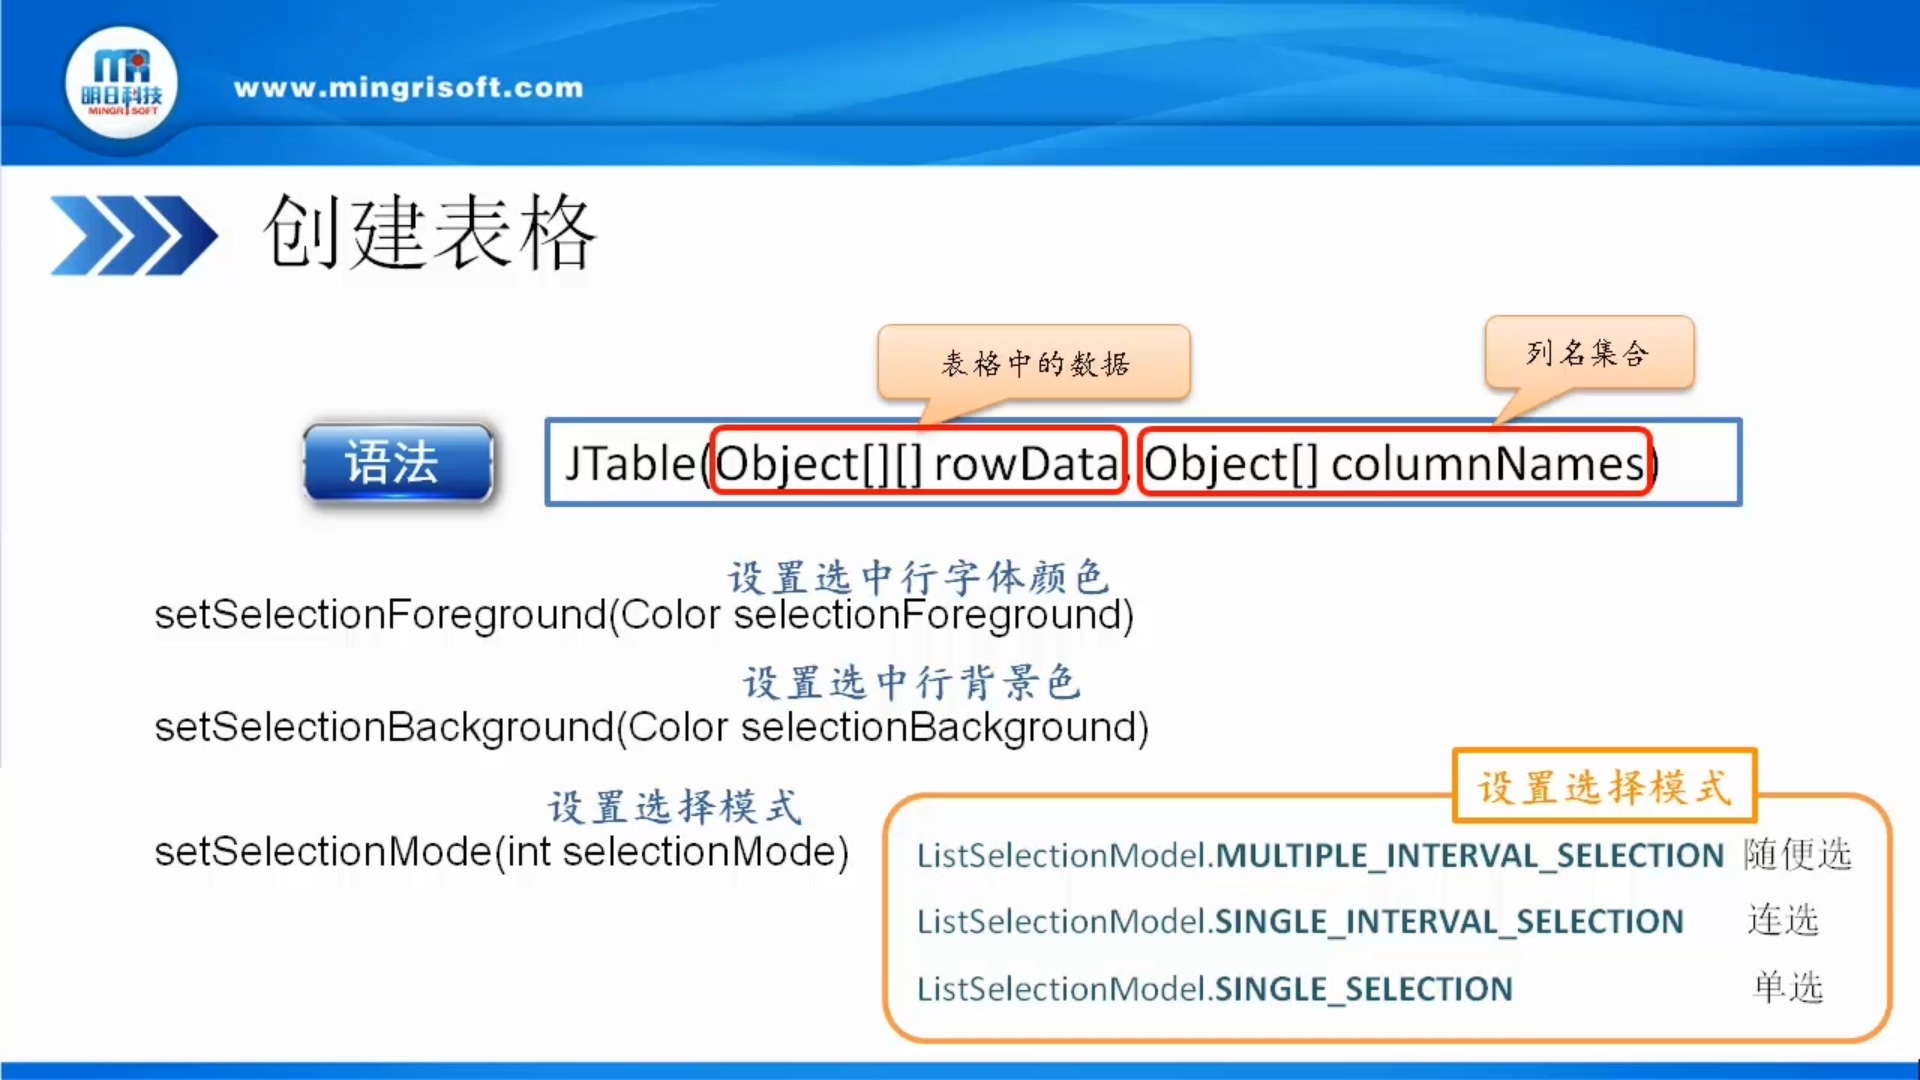 明日科技
MINGRISOFT
www.mingrisoft.com
创建表格
表格中的数据
列名集合
语法
JTable(Object[][] rowData, Object[] columnNames)
设置选中行字体颜色
setSelectionForeground(Color selectionForeground)
设置选中行背景色
setSelectionBackground(Color selectionBackground)
设置选择模式
setSelectionMode(int selectionMode)
设置选择模式
ListSelectionModel.MULTIPLE_INTERVAL_SELECTION 随便选
ListSelectionModel.SINGLE_INTERVAL_SELECTION 连选
ListSelectionModel.SINGLE_SELECTION 单选